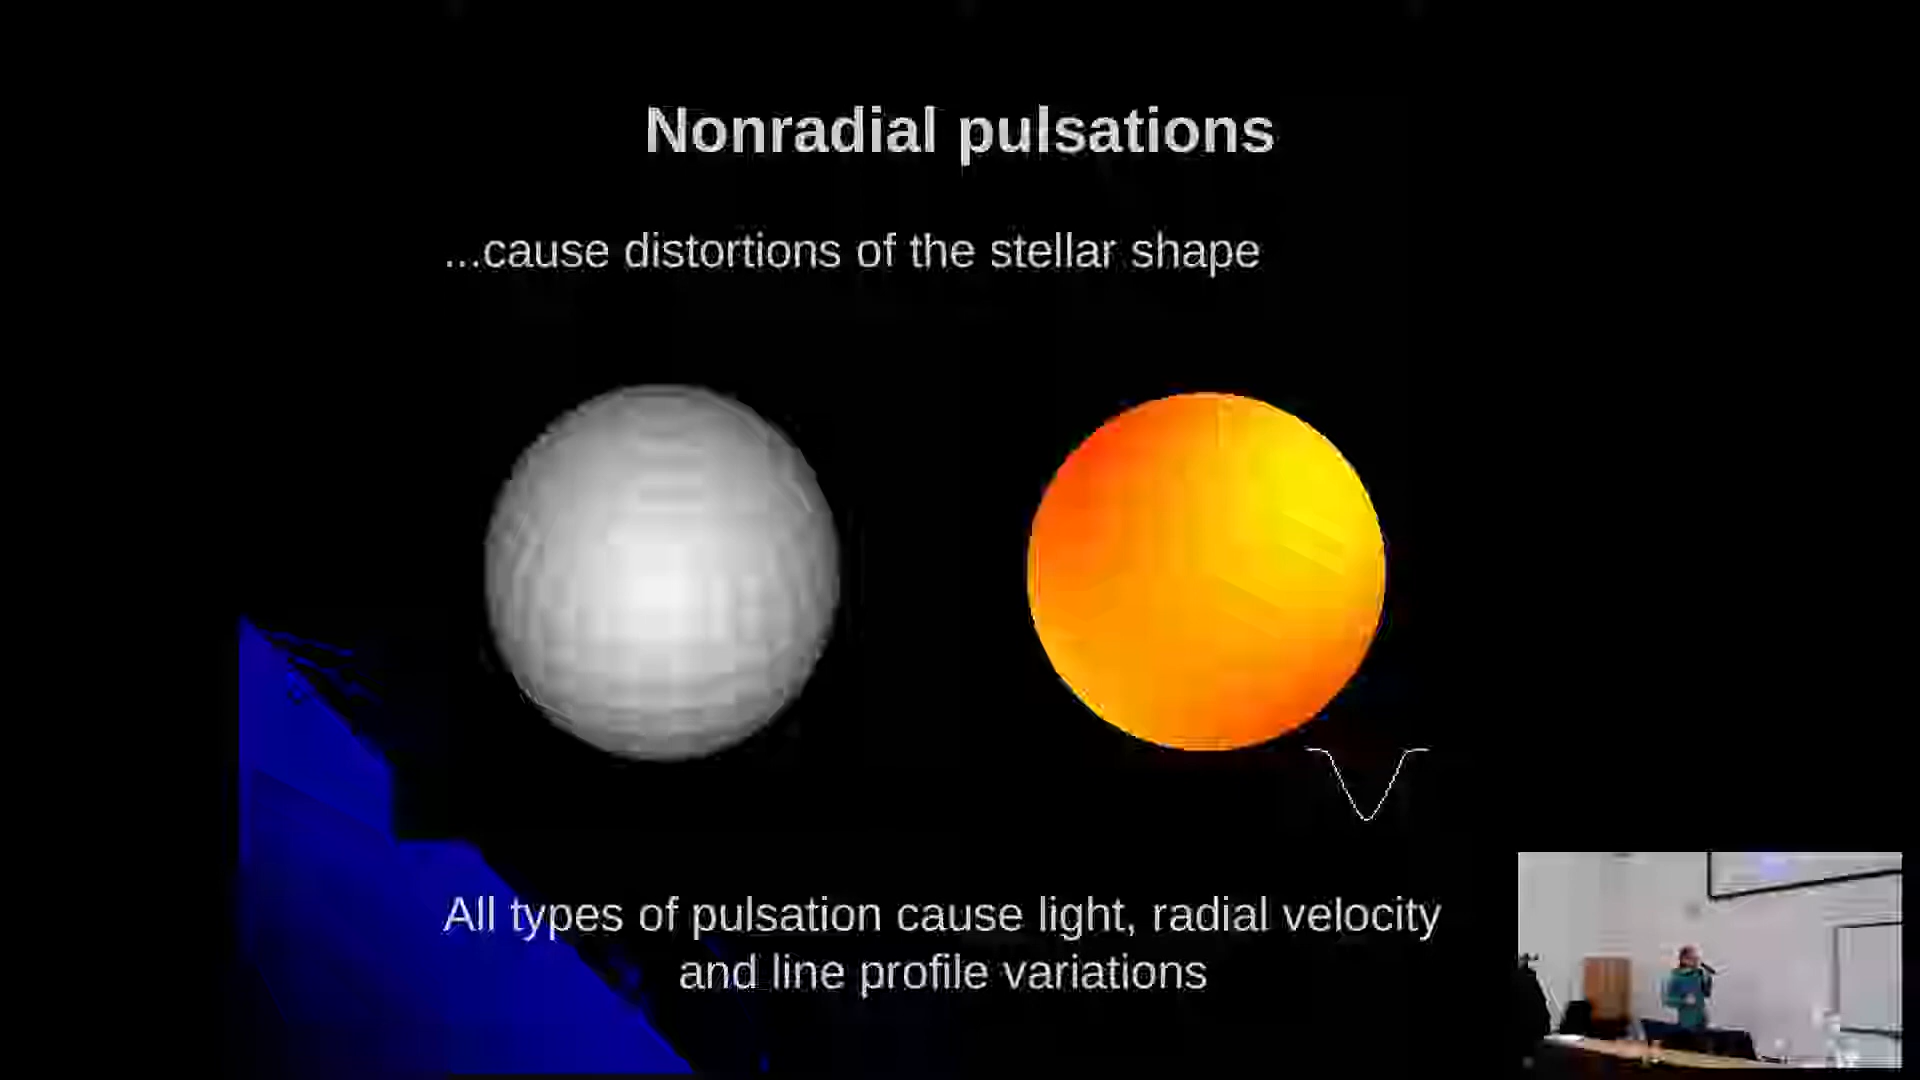 Nonradial pulsations
...cause distortions of the stellar shape
All types of pulsation cause light, radial velocity
and line profile variations